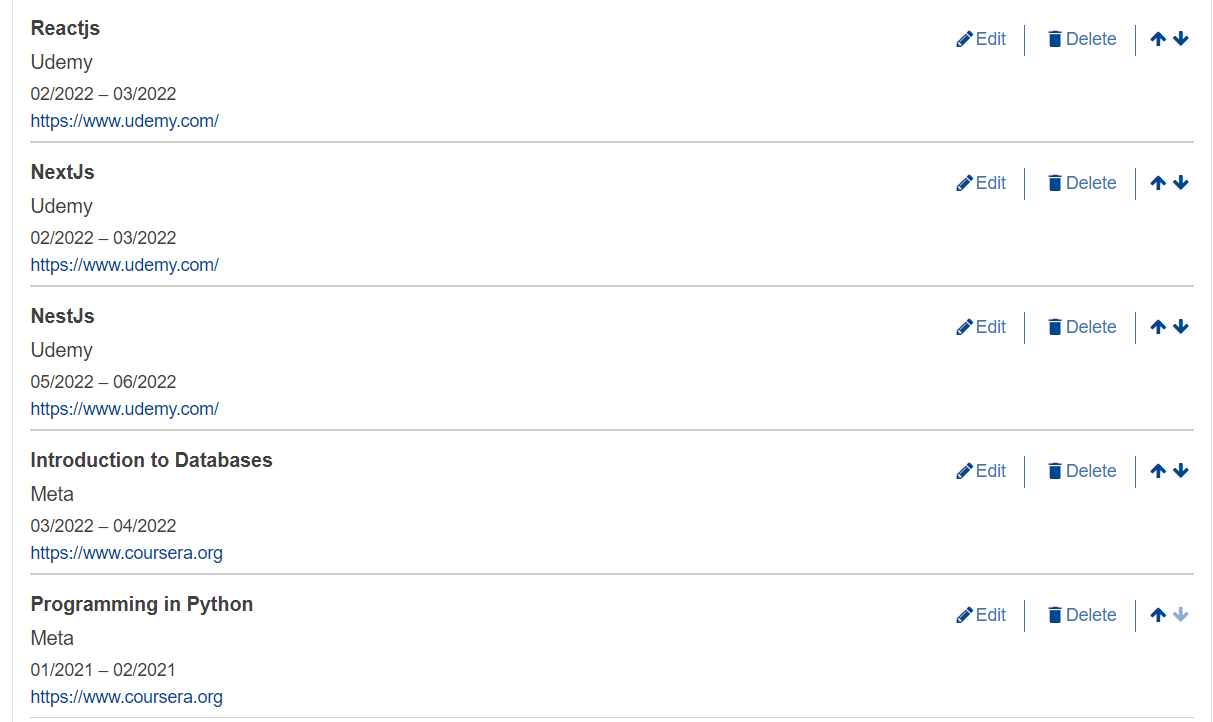 Reactjs
Edit Delete
Udemy
02/2022 – 03/2022
https://www.udemy.com/
NextJs
Edit Delete
Udemy
02/2022 – 03/2022
https://www.udemy.com/
NestJs
Edit Delete
Udemy
05/2022 – 06/2022
https://www.udemy.com/
Introduction to Databases
Edit Delete
Meta
03/2022 – 04/2022
https://www.coursera.org
Programming in Python
Edit Delete
Meta
01/2021 – 02/2021
https://www.coursera.org